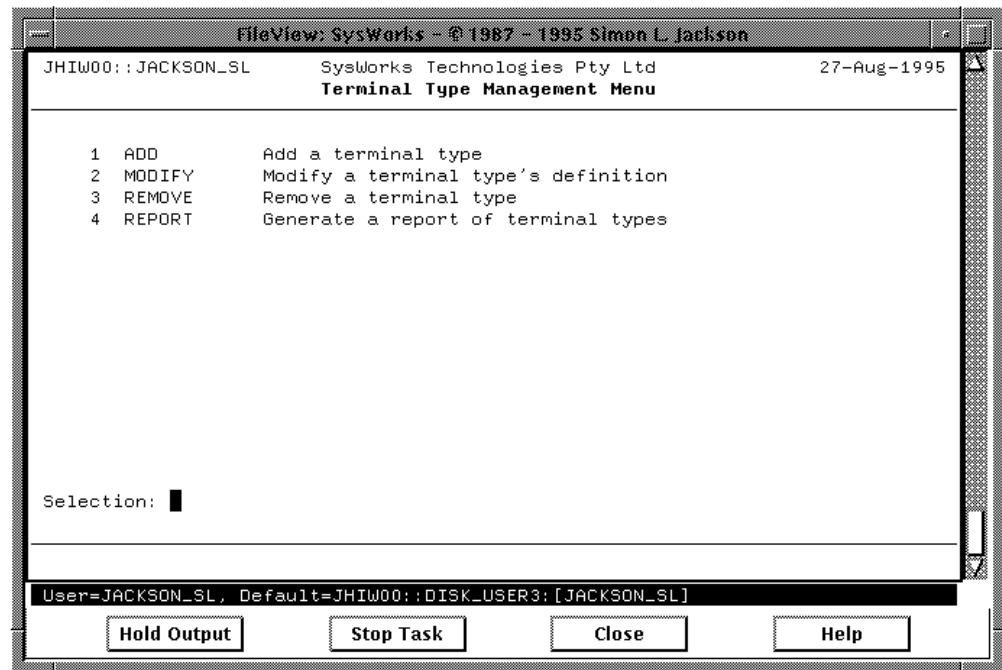 FileView: SysWorks - © 1987 - 1995 Simon L. Jackson
JHIW00::JACKSON_SL SysWorks Technologies Pty Ltd 27-Aug-1995
Terminal Type Management Menu
1 ADD Add a terminal type
2 MODIFY Modify a terminal type's definition
3 REMOVE Remove a terminal type
4 REPORT Generate a report of terminal types
Selection:
User=JACKSON_SL, Default=JHIW00::DISK_USER3:[JACKSON_SL]
Hold Output Stop Task Close Help